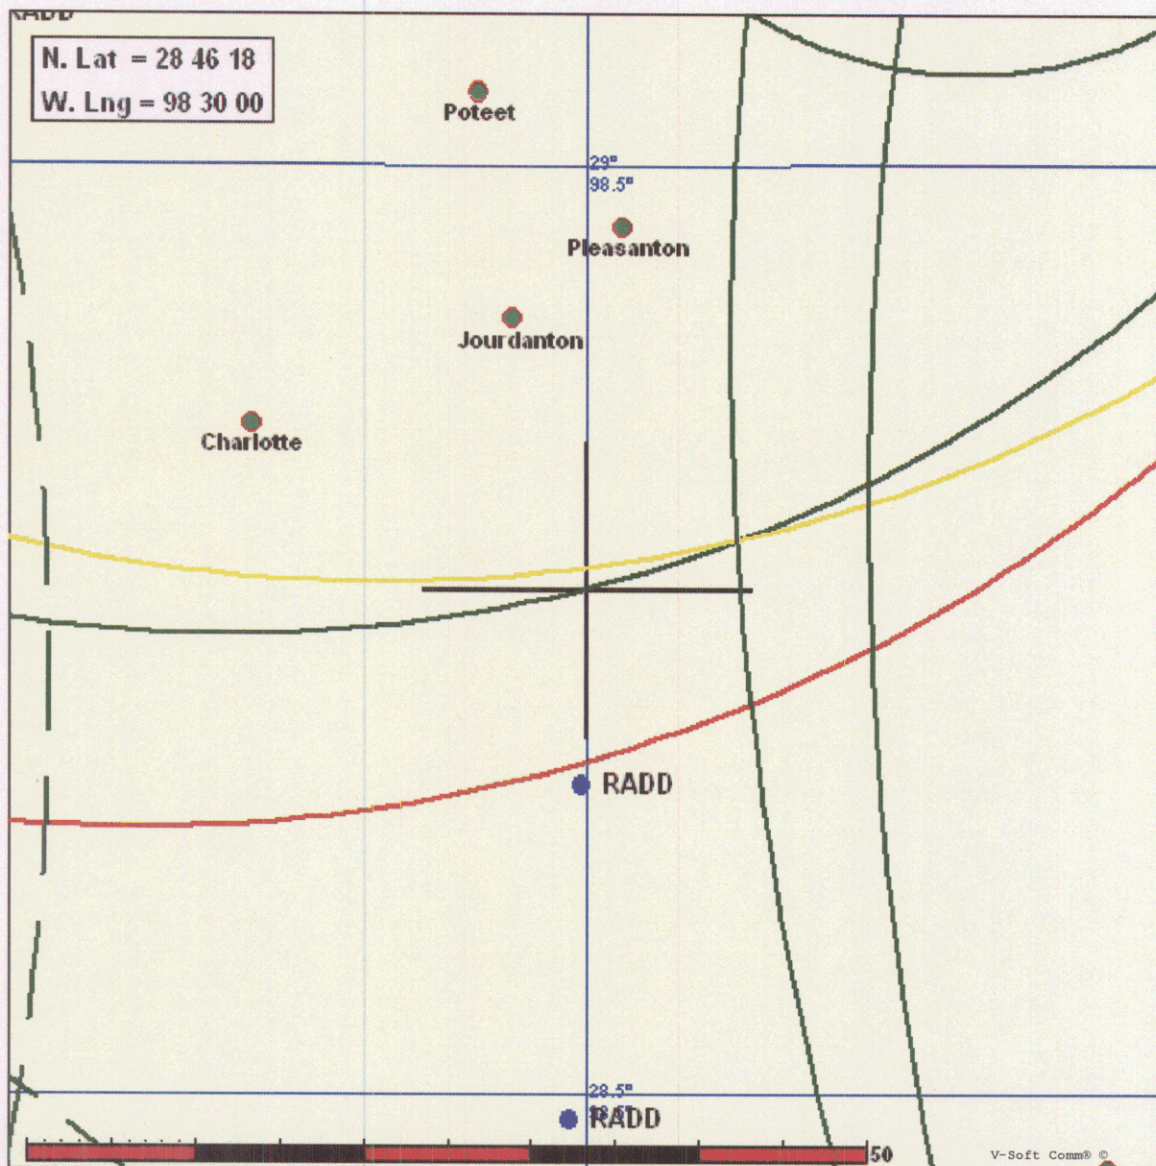 RADD
N. Lat = 28 46 18
W. Lng = 98 30 00
Poteet
29°
98.5°
Pleasanton
Jourdanton
Charlotte
RADD
28.5°
RADD
50
V-Soft Comm® ©